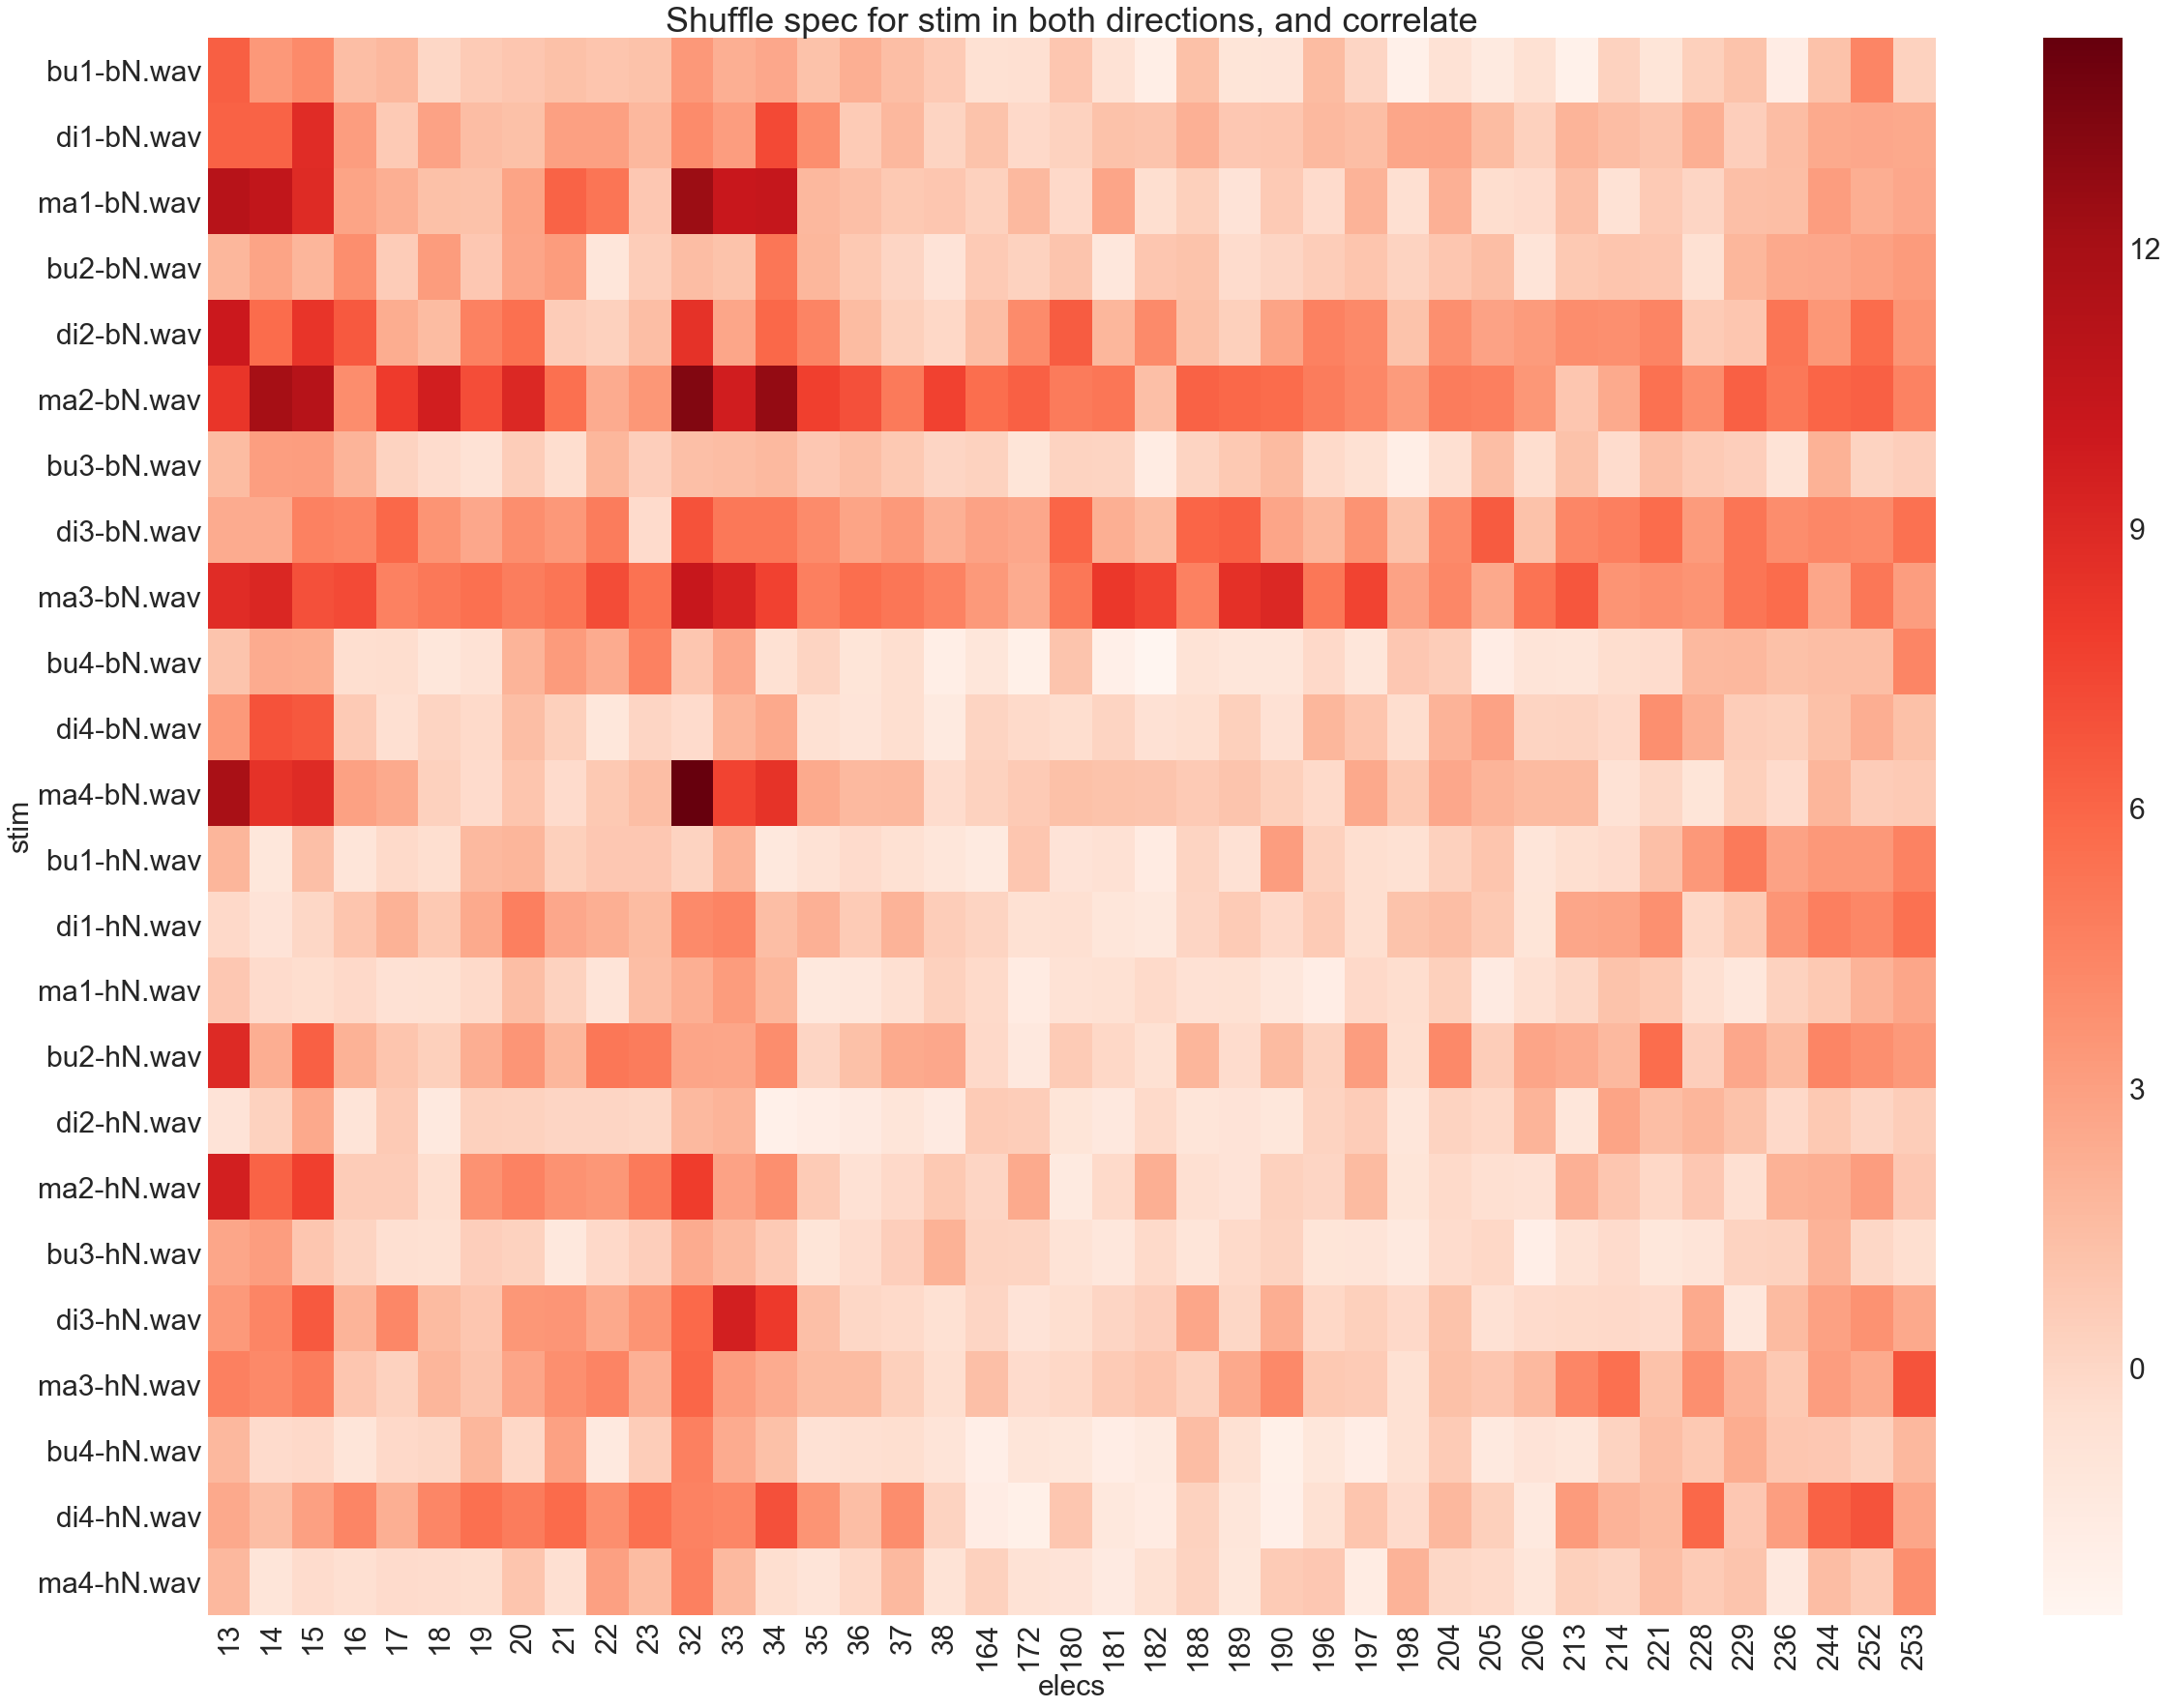 Shuffle spec for stim in both directions, and correlate
bu1-bN.wav
di1-bN.wav
ma1-bN.wav
bu2-bN.wav
di2-bN.wav
ma2-bN.wav
bu3-bN.wav
di3-bN.wav
ma3-bN.wav
bu4-bN.wav
di4-bN.wav
ma4-bN.wav
bu1-hN.wav
di1-hN.wav
ma1-hN.wav
bu2-hN.wav
di2-hN.wav
ma2-hN.wav
bu3-hN.wav
di3-hN.wav
ma3-hN.wav
bu4-hN.wav
di4-hN.wav
ma4-hN.wav
stim
13 14 15 16 17 18 19 20 21 22 23 32 33 34 35 36 37 38 164 172 180 181 182 188 189 190 196 197 198 204 205 206 213 214 221 228 229 236 244 252 253
elecs
12
9
6
3
0